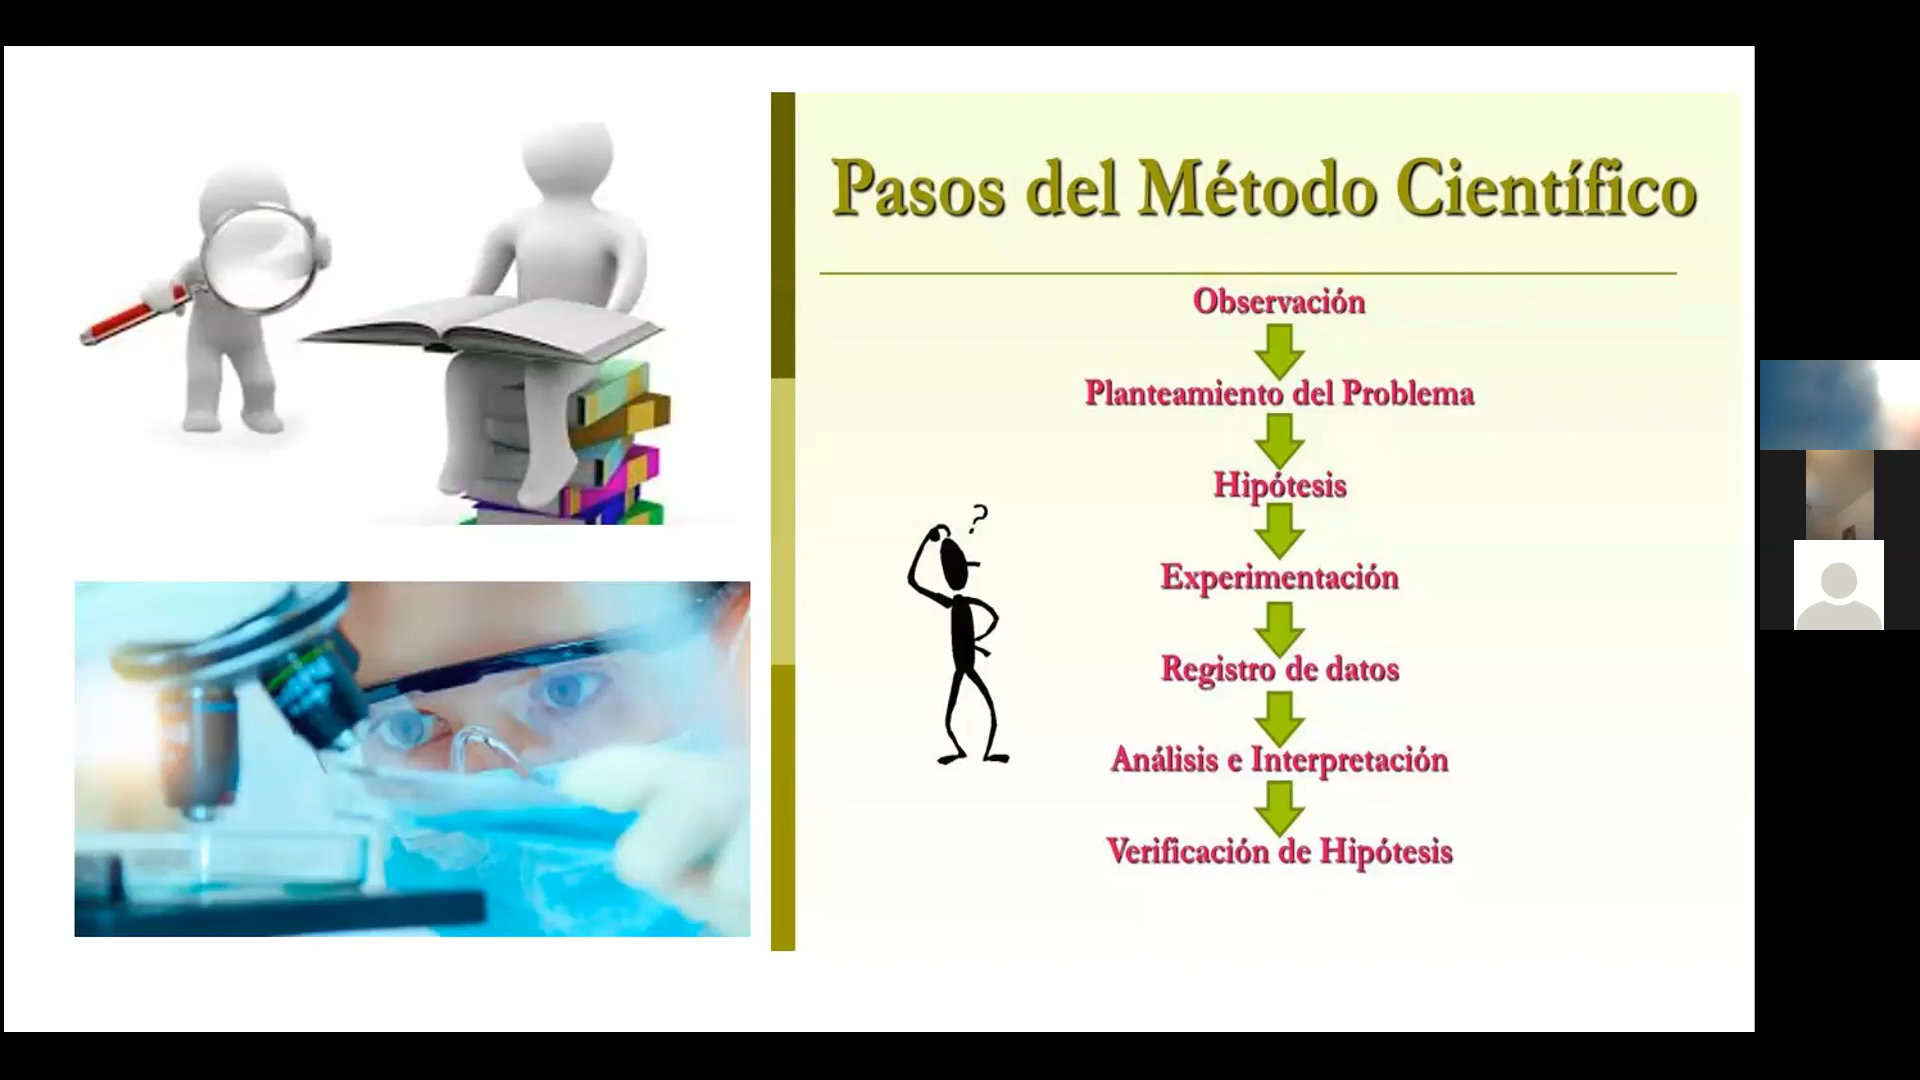 Pasos del Método Científico
Observación
Planteamiento del Problema
Hipótesis
?
Experimentación
Registro de datos
Análisis e Interpretación
Verificación de Hipótesis